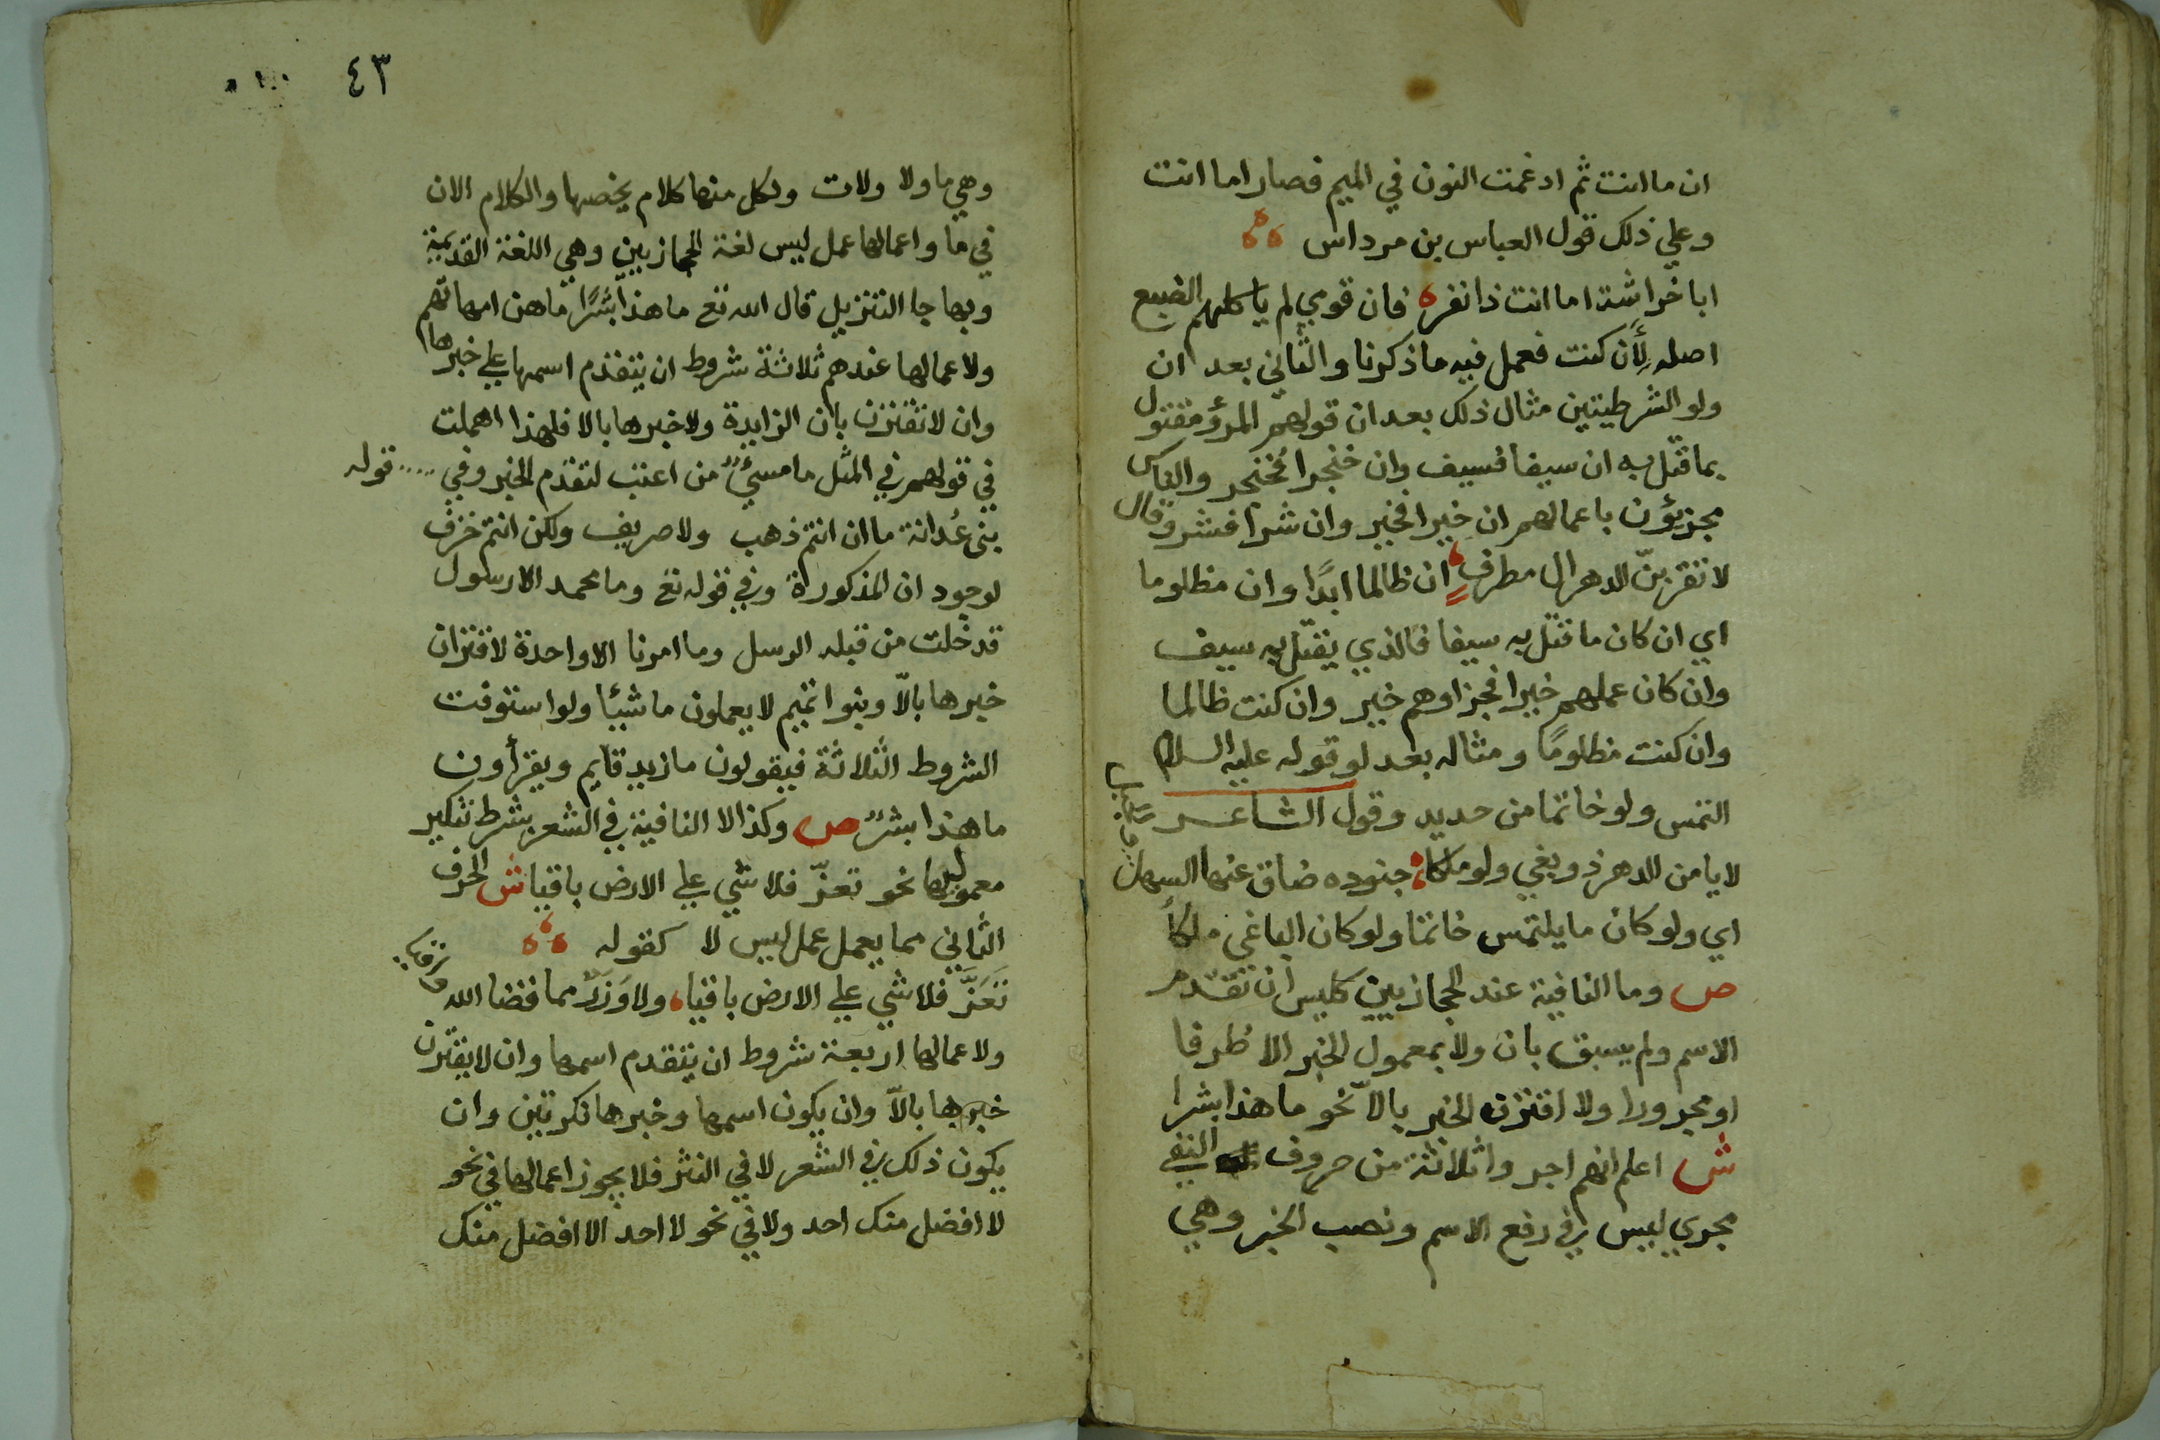 ان ما انت ثم ادغمت النون في الميم فصار اما انت
وعلي ذلك قول العباس بن مرداس
ابا خراشة اما انت ذا نفر فان قومي لم ياكلهم الضبع
اصله لِأَن كنت فعمل فيه ما ذكرنا والثاني بعد ان
ولو الشرطيتين مثال ذلك بعد ان قولهم المرؤ مقتول
بما قتل به ان سيفا فسيف وان خنجرا فخنجر والناس
مجزيؤن باعمالهم ان خيرا فخير وان شرا فشر وقال
لا تقربنّ الدهر ال مطرفٍ ان ظالما ابدًا وان مظلوما
اي ان كان ما قتل به سيفا فالذي يقتل به سيف
وان كان عملهم خيرا فجزاوهم خير وان كنت ظالما
وان كنت مظلومًا ومثاله بعد لو قوله عليه السلام
التمس ولو خاتما من حديد وقول الشاعر
لا يامن الدهر ذو بغي ولو ملكا جنوده ضاق عنها السهل
والجبل
اي ولو كان ما يلتمس خاتما ولو كان الباغي ملكاً
ص وما النافية عند الحجازيين كليس ان تقدم
الاسم ولم يسبق بان ولا بمعمول الخبر الا ظرفا
او مجرورا ولا اقترن الخبر بالاّ نحو ما هذا بشرا
ش اعلم انهم اجروا ثلاثة من حروف النفي
مجري ليس في رفع الاسم ونصب الخبر وهي
٤٣
وهي ما ولا ولات ولكل منها كلام يخصها والكلام الان
في ما واعمالها عمل ليس لغة الحجازيين وهي اللغة القديمة
وبها جا التنزيل قال الله تع ما هذا بشرًا ما هن امهاتهم
ولاعمالها عندهم ثلاثة شروط ان يتقدم اسمها علي خبرها
وان لا تقترن بان الزايدة ولا خبرها بالا فلهذا اهملت
في قولهم في المثل ما مسيئٌ من اعتب لتقدم الخبر وفي قوله
بني غُدانة ما ان انتم ذهب ولا صريف ولكن انتم خزف
لوجود ان المذكورة وفي قوله تع وما محمد الا رسول
قد خلت من قبله الرسل وما امرنا الا واحدة لاقتران
خبرها بالاّ وبنوا تميم لا يعملون ما شيئا ولو استوفت
الشروط الثلاثة فيقولون ما زيد قايم ويقرأون
ما هذا بشرٌ ص وكذا لا النافية في الشعر بشرط تنكير
معموليها نحو تعزّ فلا شي علي الارض باقيا ش الحرف
الثاني مما يعمل عمل ليس لا كقوله
تَعَزَّ فلا شي علي الارض باقيا ولا وَزَرٌ مما قضا الله
واقيا
ولاعمالها اربعة شروط ان يتقدم اسمها وان لا يقترن
خبرها بالاّ وان يكون اسمها وخبرها نكرتين وان
يكون ذلك في الشعر لا في النثر فلا يجوز اعمالها في نحو
لا افضل منك احد ولا في نحو لا احد الا افضل منك